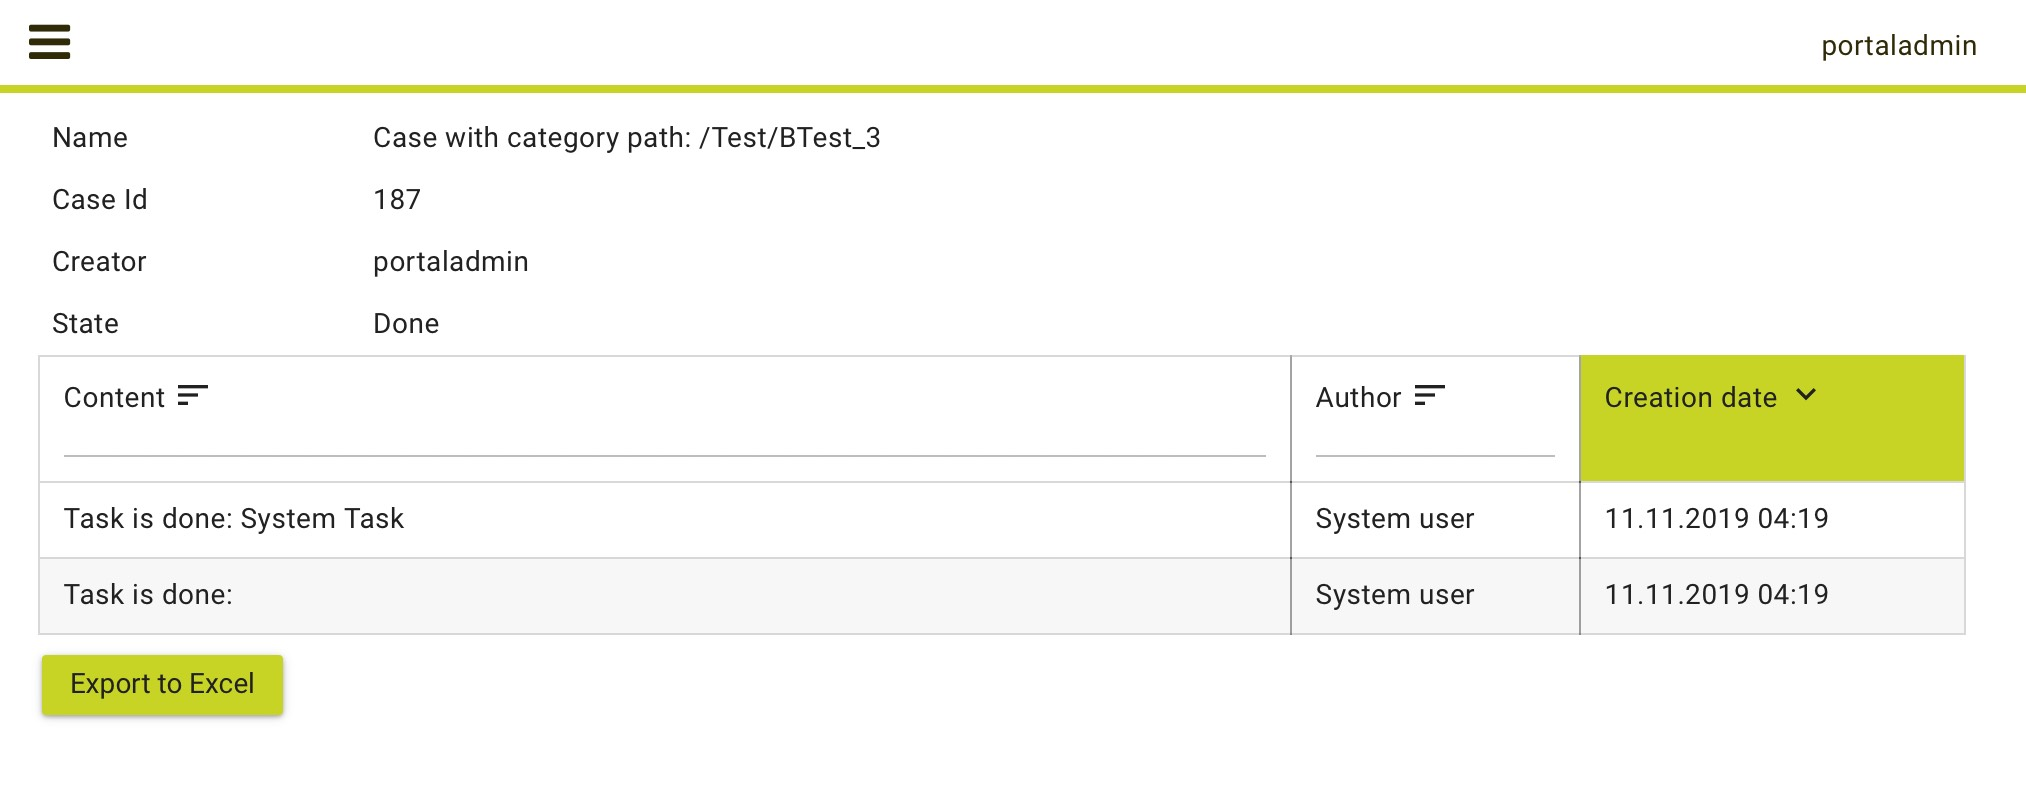 portaladmin
Name Case with category path: /Test/BTest_3
Case Id 187
Creator portaladmin
State Done
Content Author Creation date
Task is done: System Task System user 11.11.2019 04:19
Task is done: System user 11.11.2019 04:19
Export to Excel